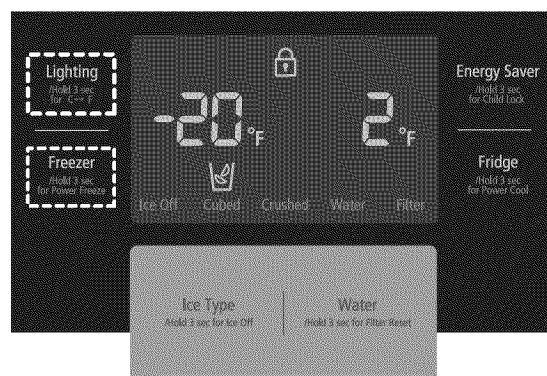 Lighting
/Hold 3 sec
for °C↔°F
Freezer
/Hold 3 sec
for Power Freeze
-20 °F
2 °F
Ice Off Cubed Crushed Water Filter
Energy Saver
/Hold 3 sec
for Child Lock
Fridge
/Hold 3 sec
for Power Cool
Ice Type
/Hold 3 sec for Ice Off
Water
/Hold 3 sec for Filter Reset